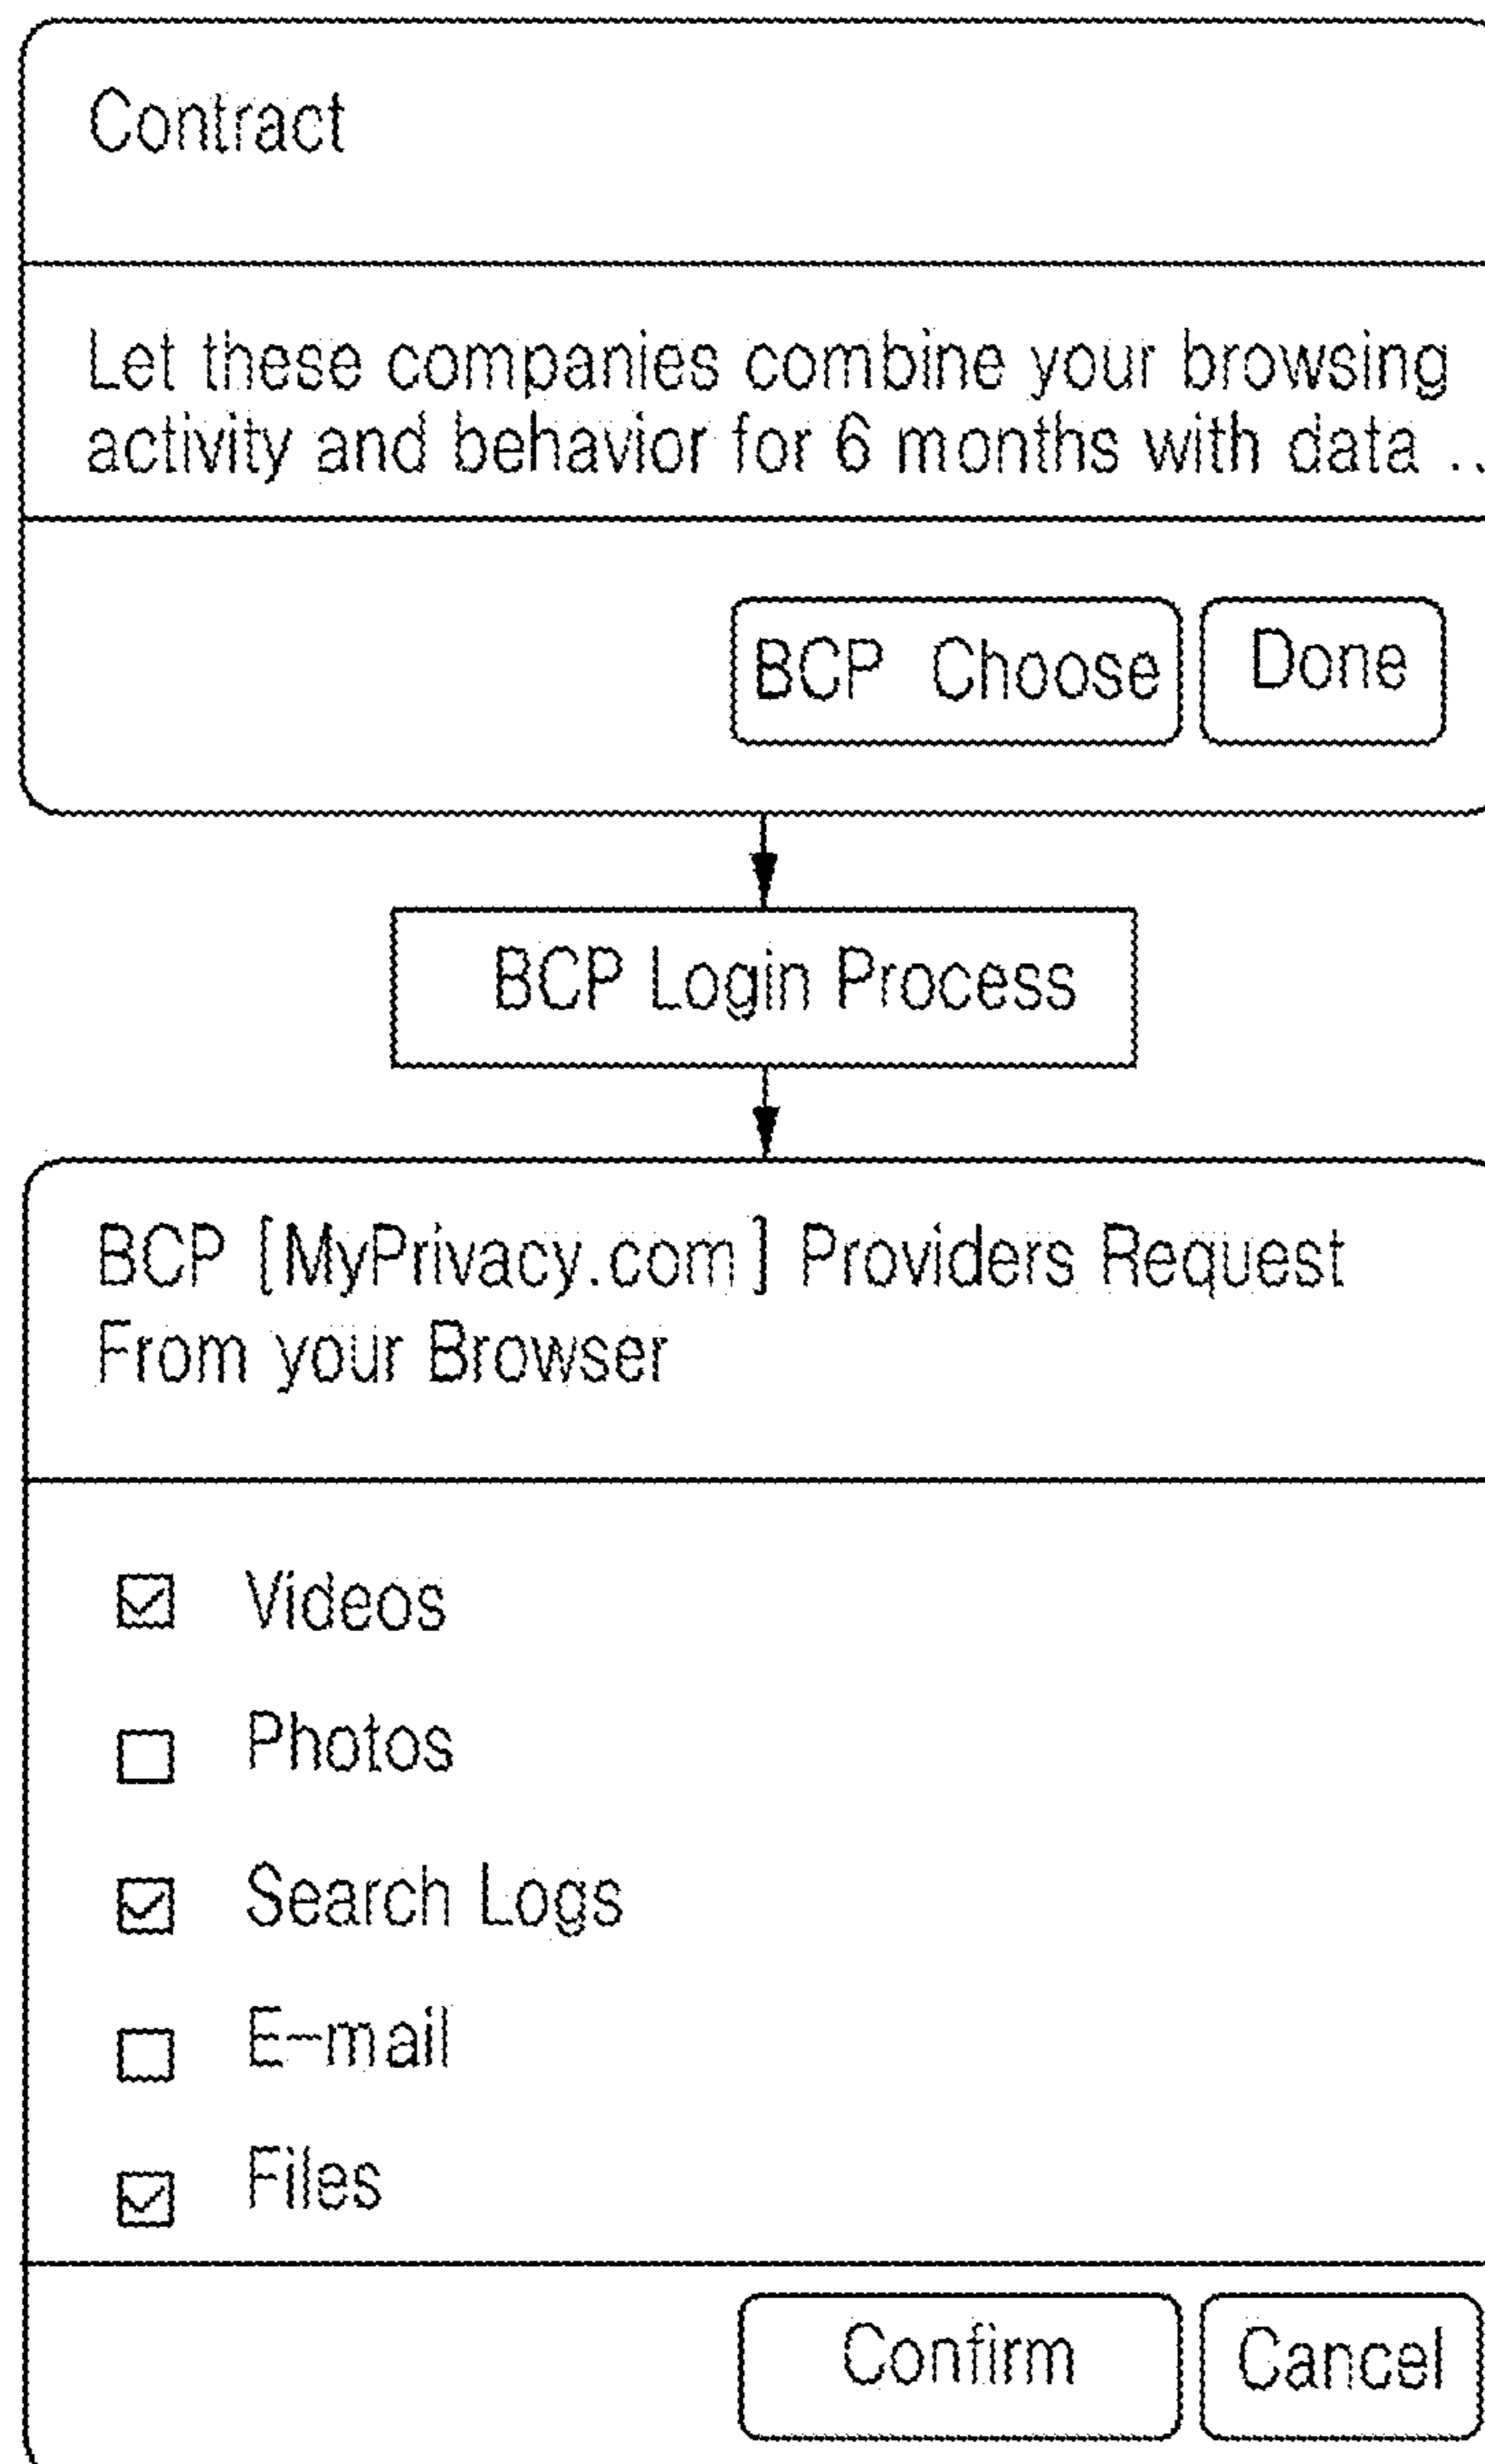 Contract
Let these companies combine your browsing
activity and behavior for 6 months with data ..
BCP Choose
Done
BCP Login Process
BCP [MyPrivacy.com] Providers Request
From your Browser
Videos
Photos
Search Logs
E-mail
Files
Confirm
Cancel